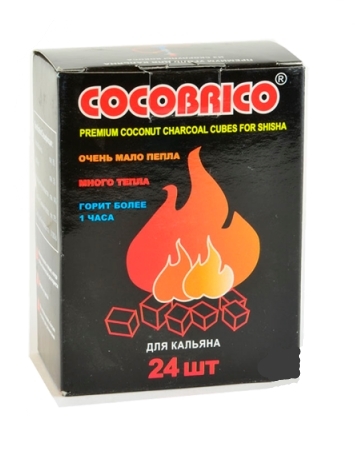 COCOBRICO®
PREMIUM COCONUT CHARCOAL CUBES FOR SHISHA
ОЧЕНЬ МАЛО ПЕПЛА
МНОГО ТЕПЛА
ГОРИТ БОЛЕЕ
1 ЧАСА
ДЛЯ КАЛЬЯНА
24 ШТ